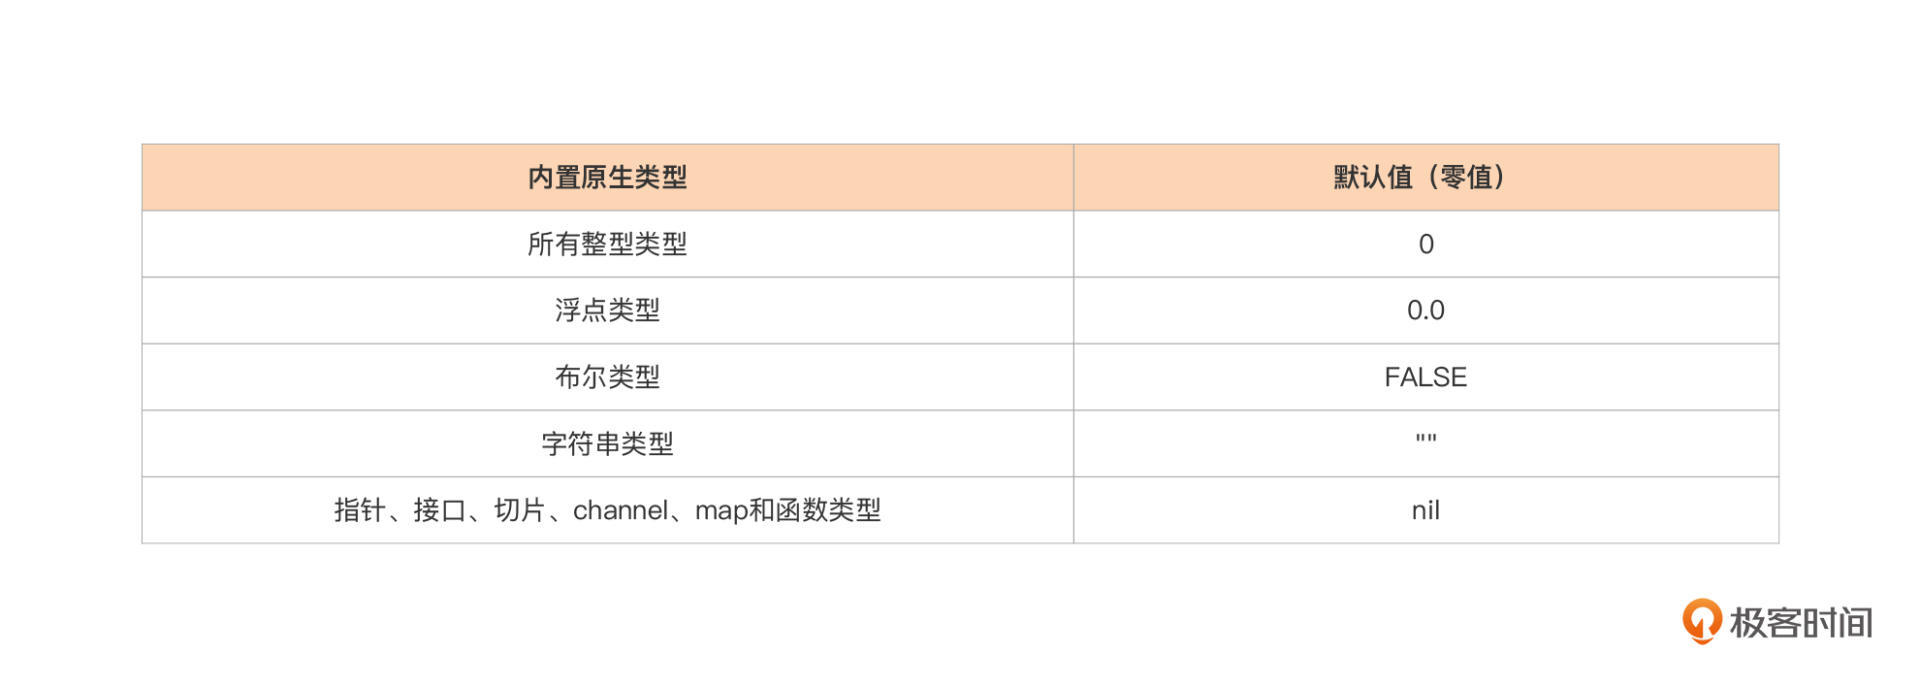 内置原生类型 默认值（零值）
所有整型类型 0
浮点类型 0.0
布尔类型 FALSE
字符串类型 ""
指针、接口、切片、channel、map和函数类型 nil
极客时间